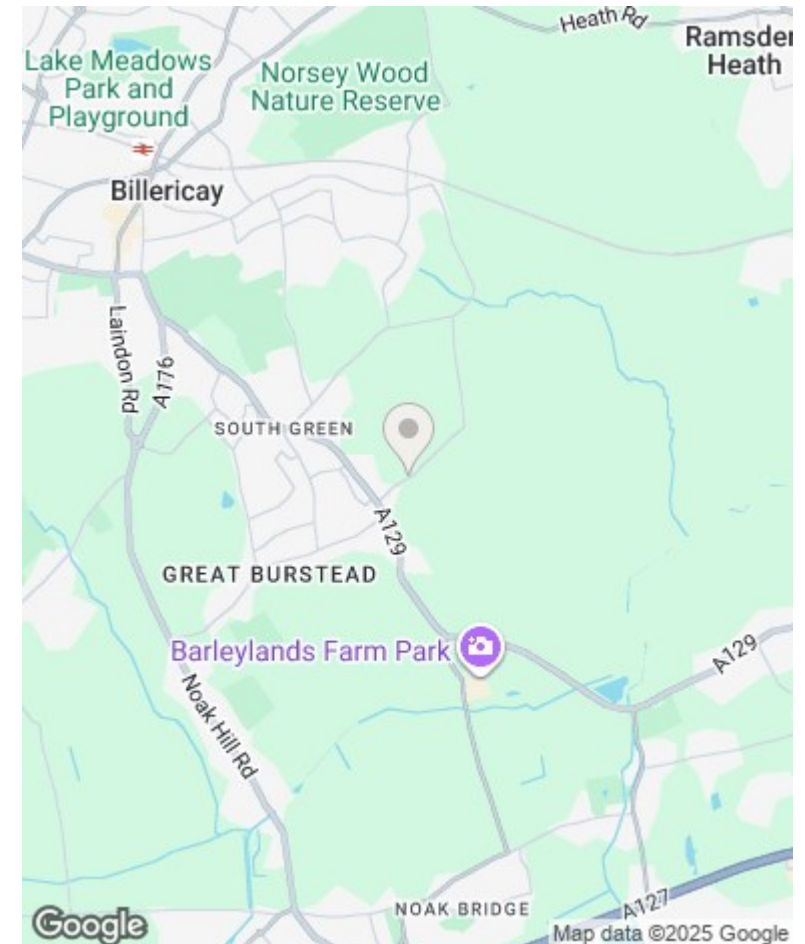 Heath Rd
Ramsden
Heath
Lake Meadows
Park and
Playground
Norsey Wood
Nature Reserve
Billericay
Laindon Rd
A176
SOUTH GREEN
A129
GREAT BURSTEAD
Barleylands Farm Park
A129
Noak Hill Rd
NOAK BRIDGE
A127
Google
Map data ©2025 Google